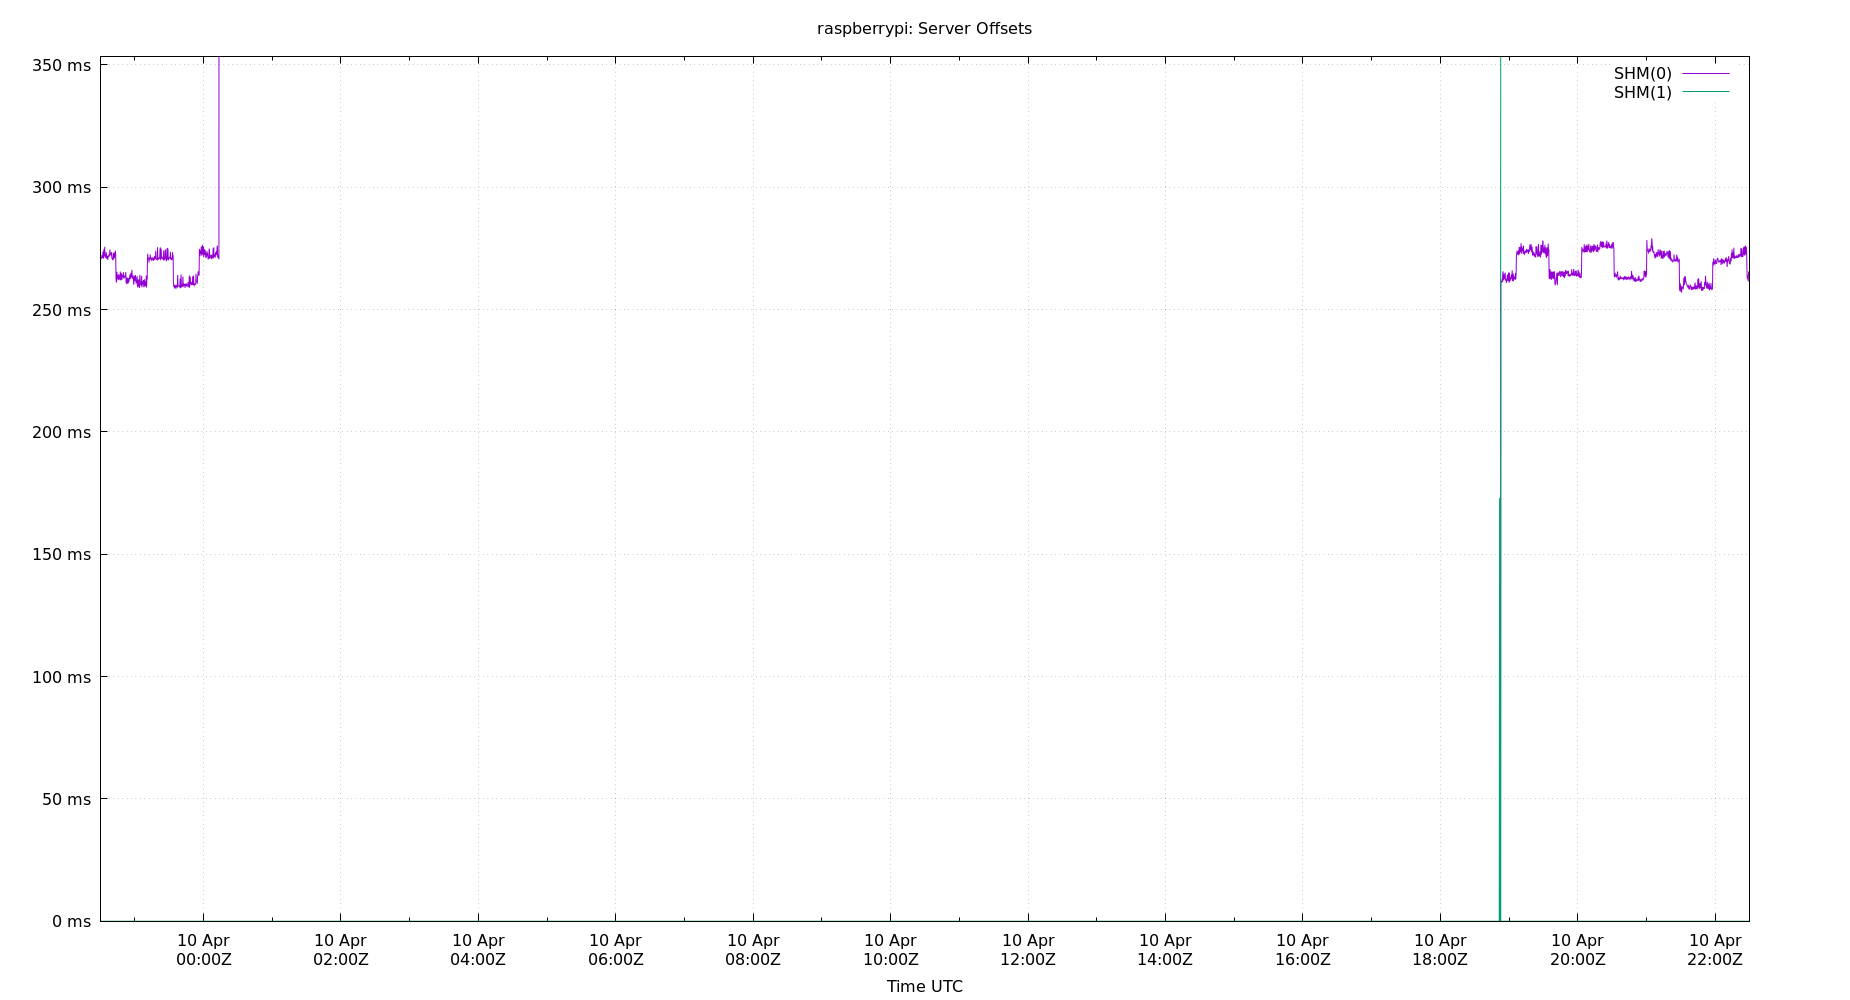 raspberrypi: Server Offsets
350 ms
300 ms
250 ms
200 ms
150 ms
100 ms
50 ms
0 ms
SHM(0)
SHM(1)
10 Apr 10 Apr 10 Apr 10 Apr 10 Apr 10 Apr 10 Apr 10 Apr 10 Apr 10 Apr 10 Apr 10 Apr
00:00Z 02:00Z 04:00Z 06:00Z 08:00Z 10:00Z 12:00Z 14:00Z 16:00Z 18:00Z 20:00Z 22:00Z
Time UTC